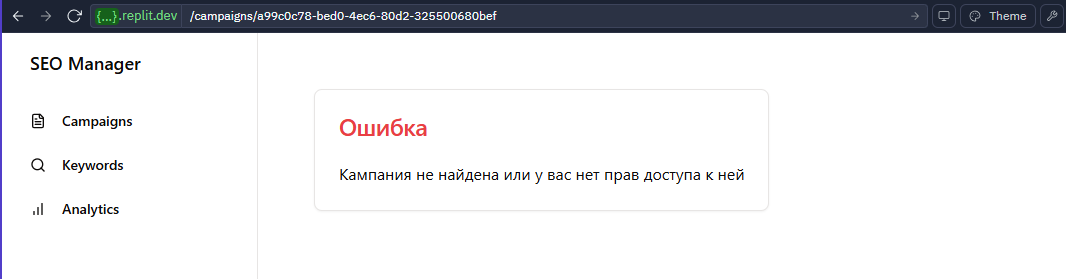 {...}.replit.dev /campaigns/a99c0c78-bed0-4ec6-80d2-325500680bef Theme
SEO Manager
Campaigns
Keywords
Analytics
Ошибка
Кампания не найдена или у вас нет прав доступа к ней